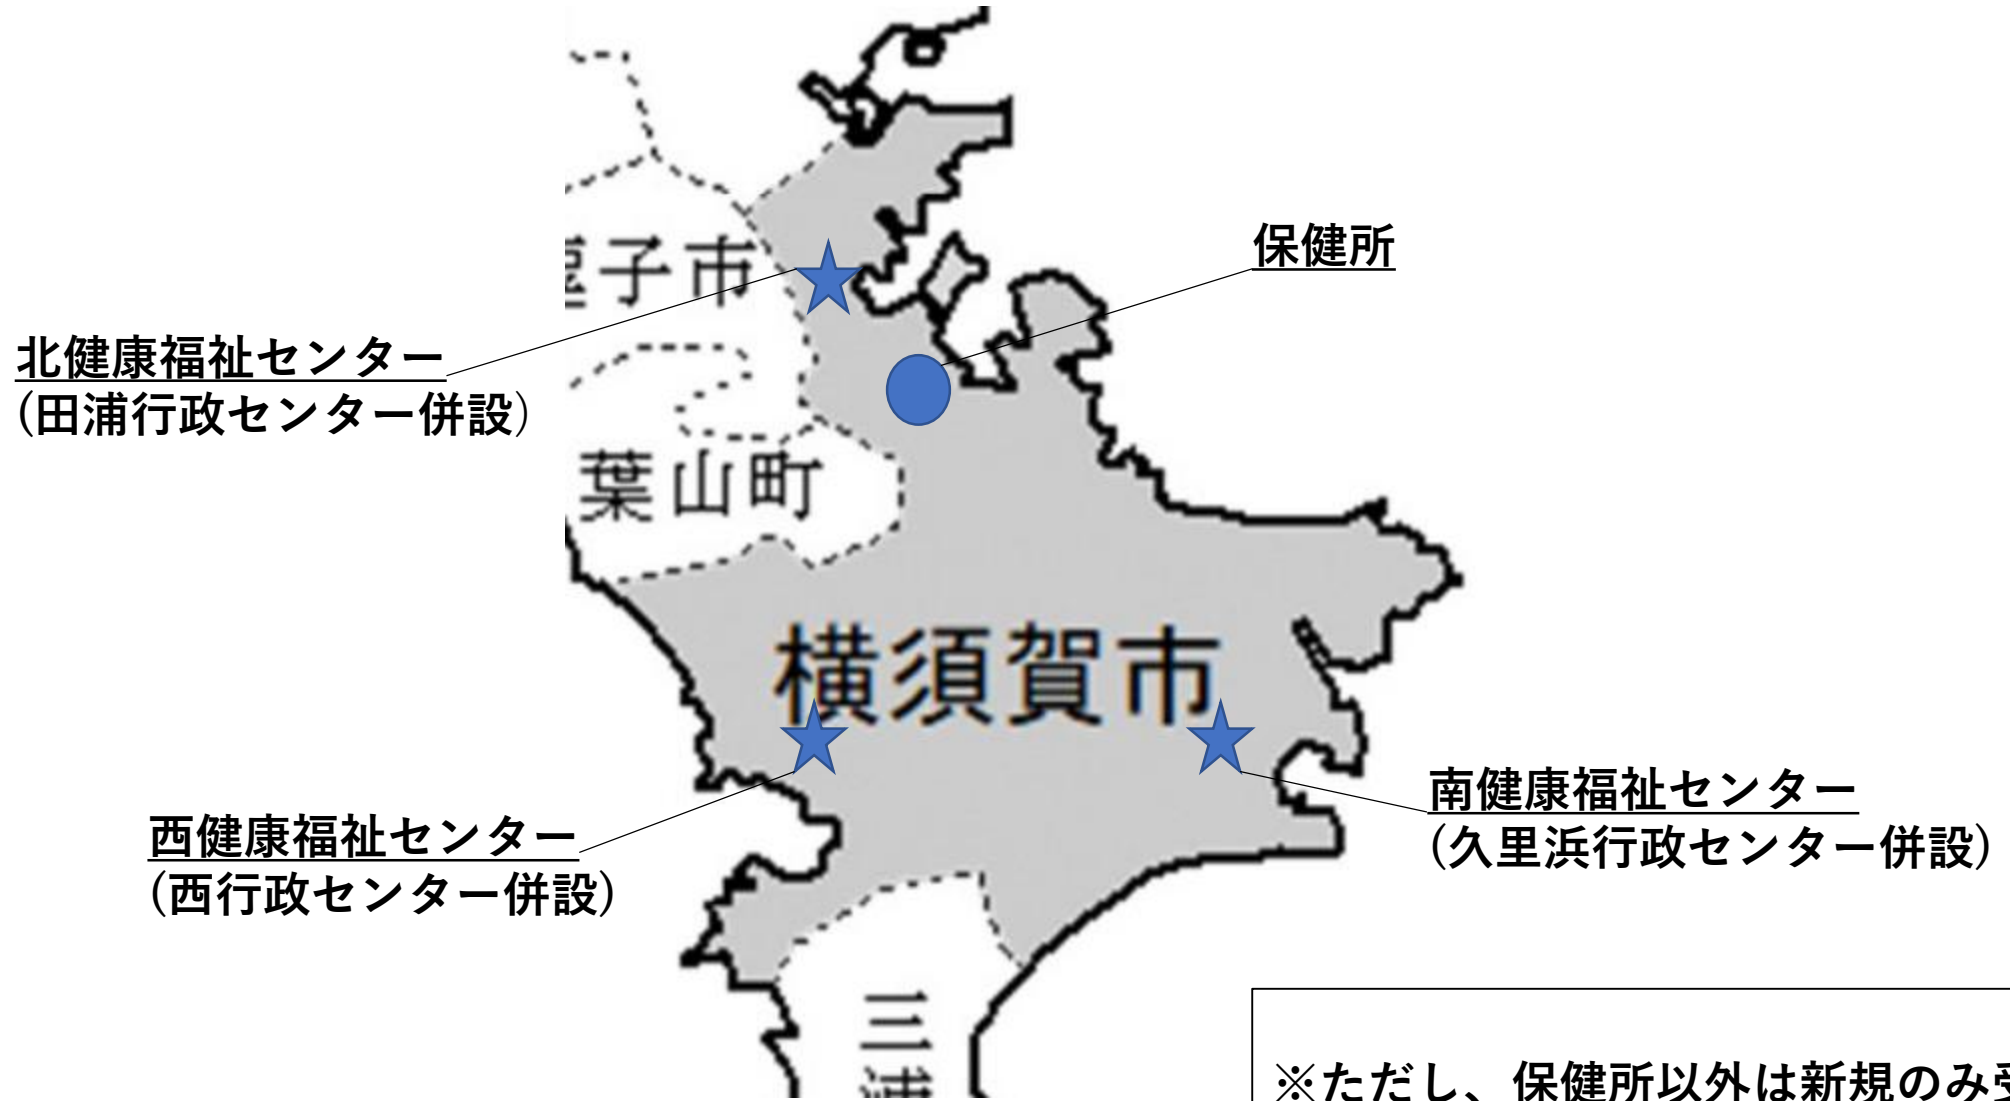 保健所
子市
北健康福祉センター
(田浦行政センター併設)
葉山町
横須賀市
西健康福祉センター
(西行政センター併設)
南健康福祉センター
(久里浜行政センター併設)
三
浦
※ただし、保健所以外は新規のみ